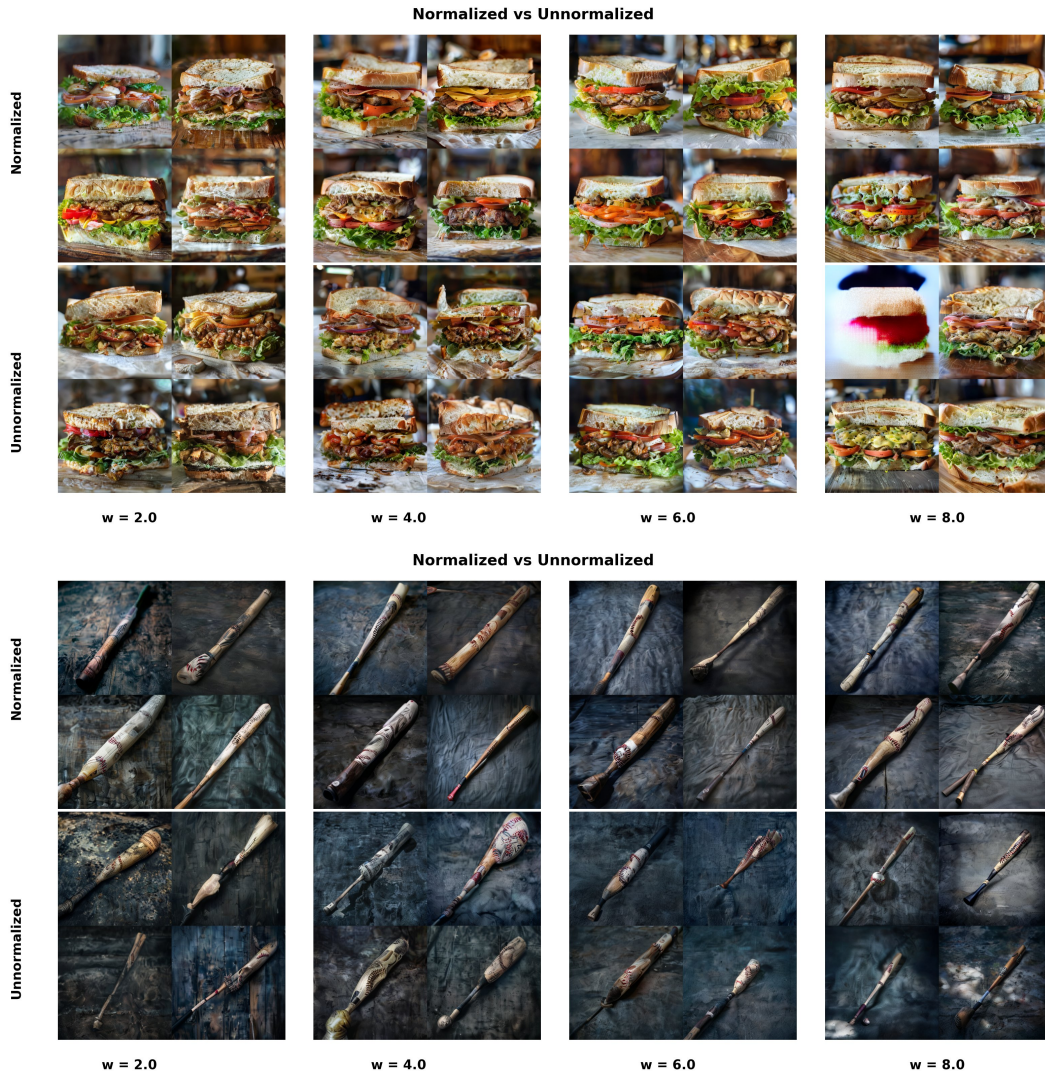 Normalized vs Unnormalized
Normalized
Unnormalized
w = 2.0
w = 4.0
w = 6.0
w = 8.0
Normalized vs Unnormalized
Normalized
Unnormalized
w = 2.0
w = 4.0
w = 6.0
w = 8.0